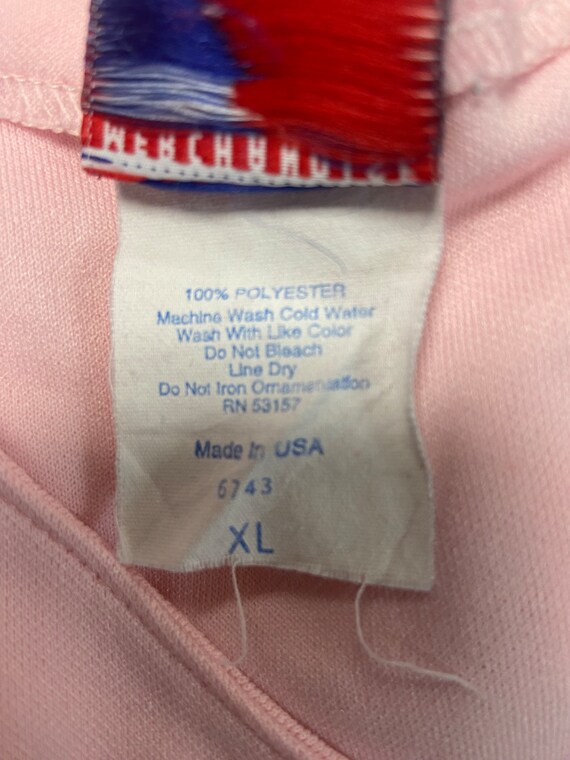 MERCHANDISE
100% POLYESTER
Machine Wash Cold Water
Wash With Like Color
Do Not Bleach
Line Dry
Do Not Iron Ornamentation
RN 53157
Made In USA
6743
XL